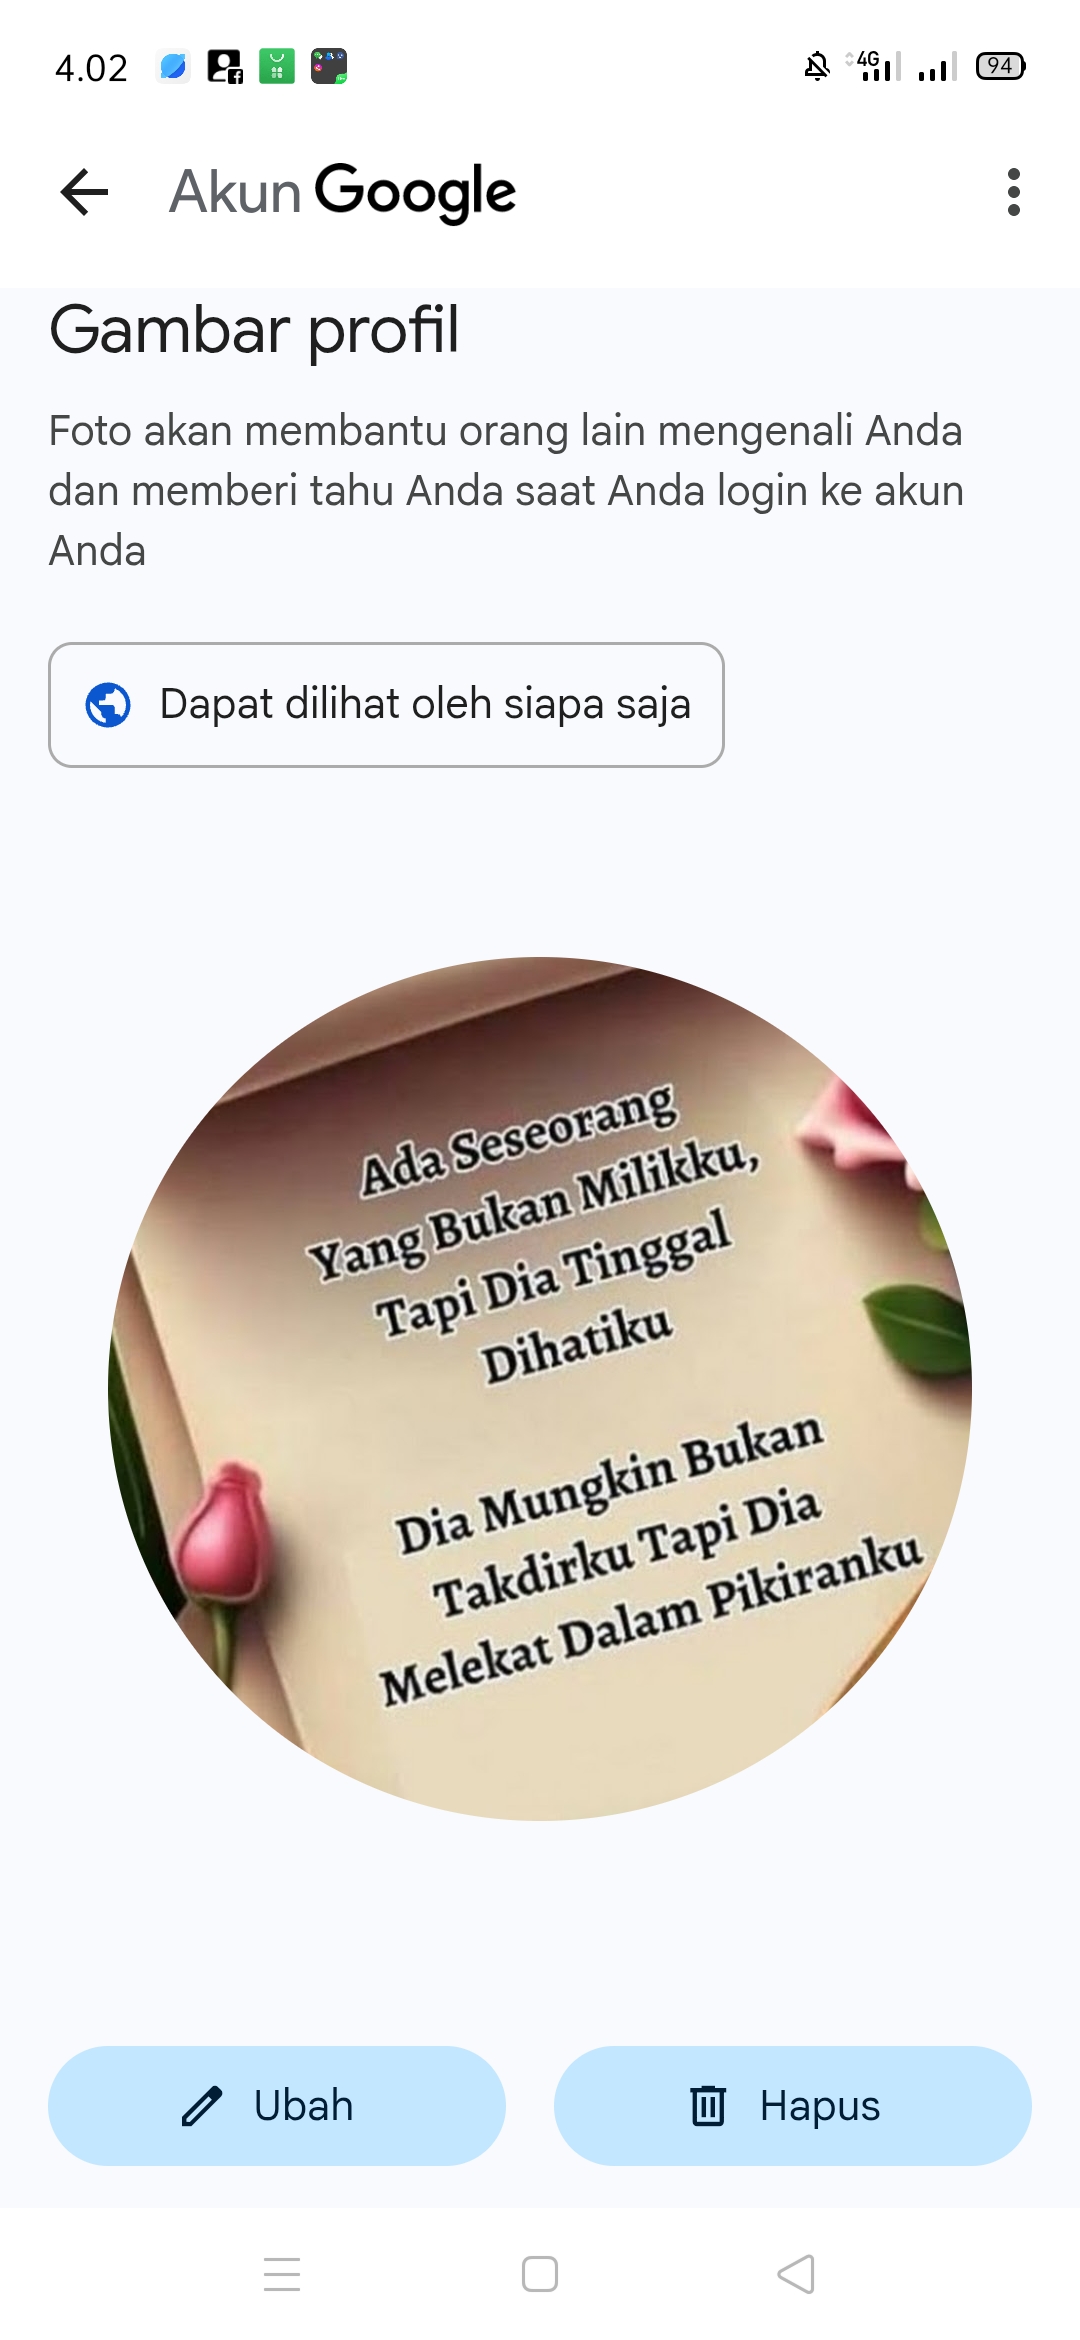 4.02
4G
94
Akun Google
Gambar profil
Foto akan membantu orang lain mengenali Anda
dan memberi tahu Anda saat Anda login ke akun
Anda
Dapat dilihat oleh siapa saja
Ada Seseorang
Yang Bukan Milikku,
Tapi Dia Tinggal
Dihatiku
Dia Mungkin Bukan
Takdirku Tapi Dia
Melekat Dalam Pikiranku
Ubah
Hapus